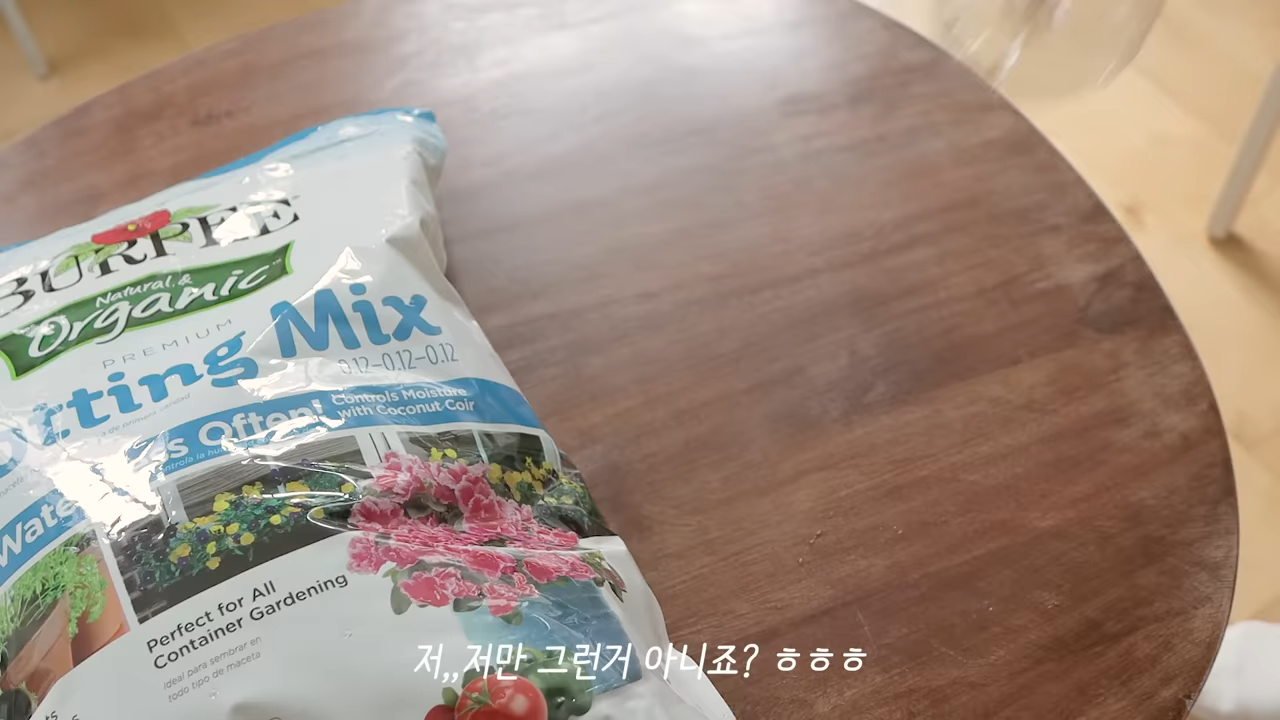 BURPEE
Natural &
Organic
PREMIUM
otting Mix
0.12-0.12-0.12
s Often!
Controls Moisture
with Coconut Coir
Wate
Perfect for All
Container Gardening
Ideal para sembrar en
todo tipo de maceta
저,,저만 그런거 아니죠? ㅎㅎㅎ